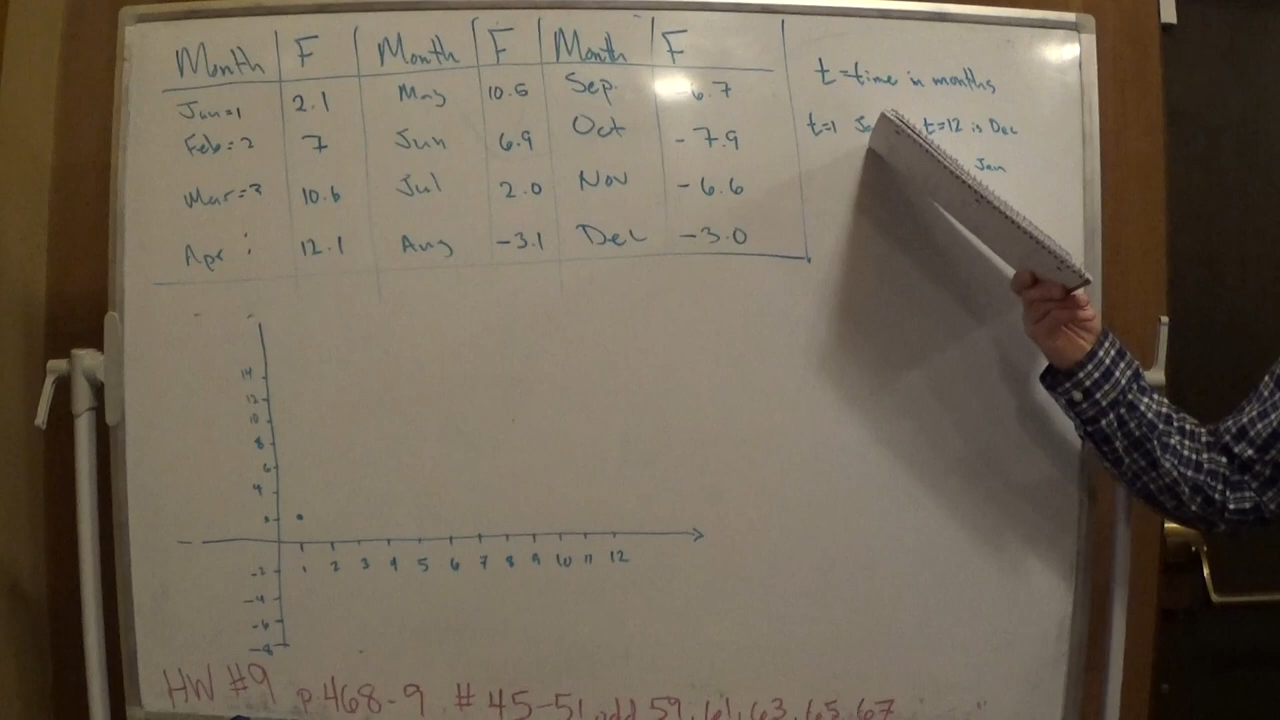 Month F Month F Month F
Jan=1 2.1 May 10.5 Sep. -6.7
Feb=2 7 Jun 6.9 Oct -7.9
Mar=3 10.6 Jul 2.0 Nov -6.6
Apr : 12.1 Aug -3.1 Dec -3.0
t=time in months
t=1 t=12 is Dec
Jan
14
12
10
8
6
4
2
1 2 3 4 5 6 7 8 9 10 11 12
-2
-4
-6
-8
HW #9 p.468-9 # 45-51 odd 59, 61, 63, 65, 67